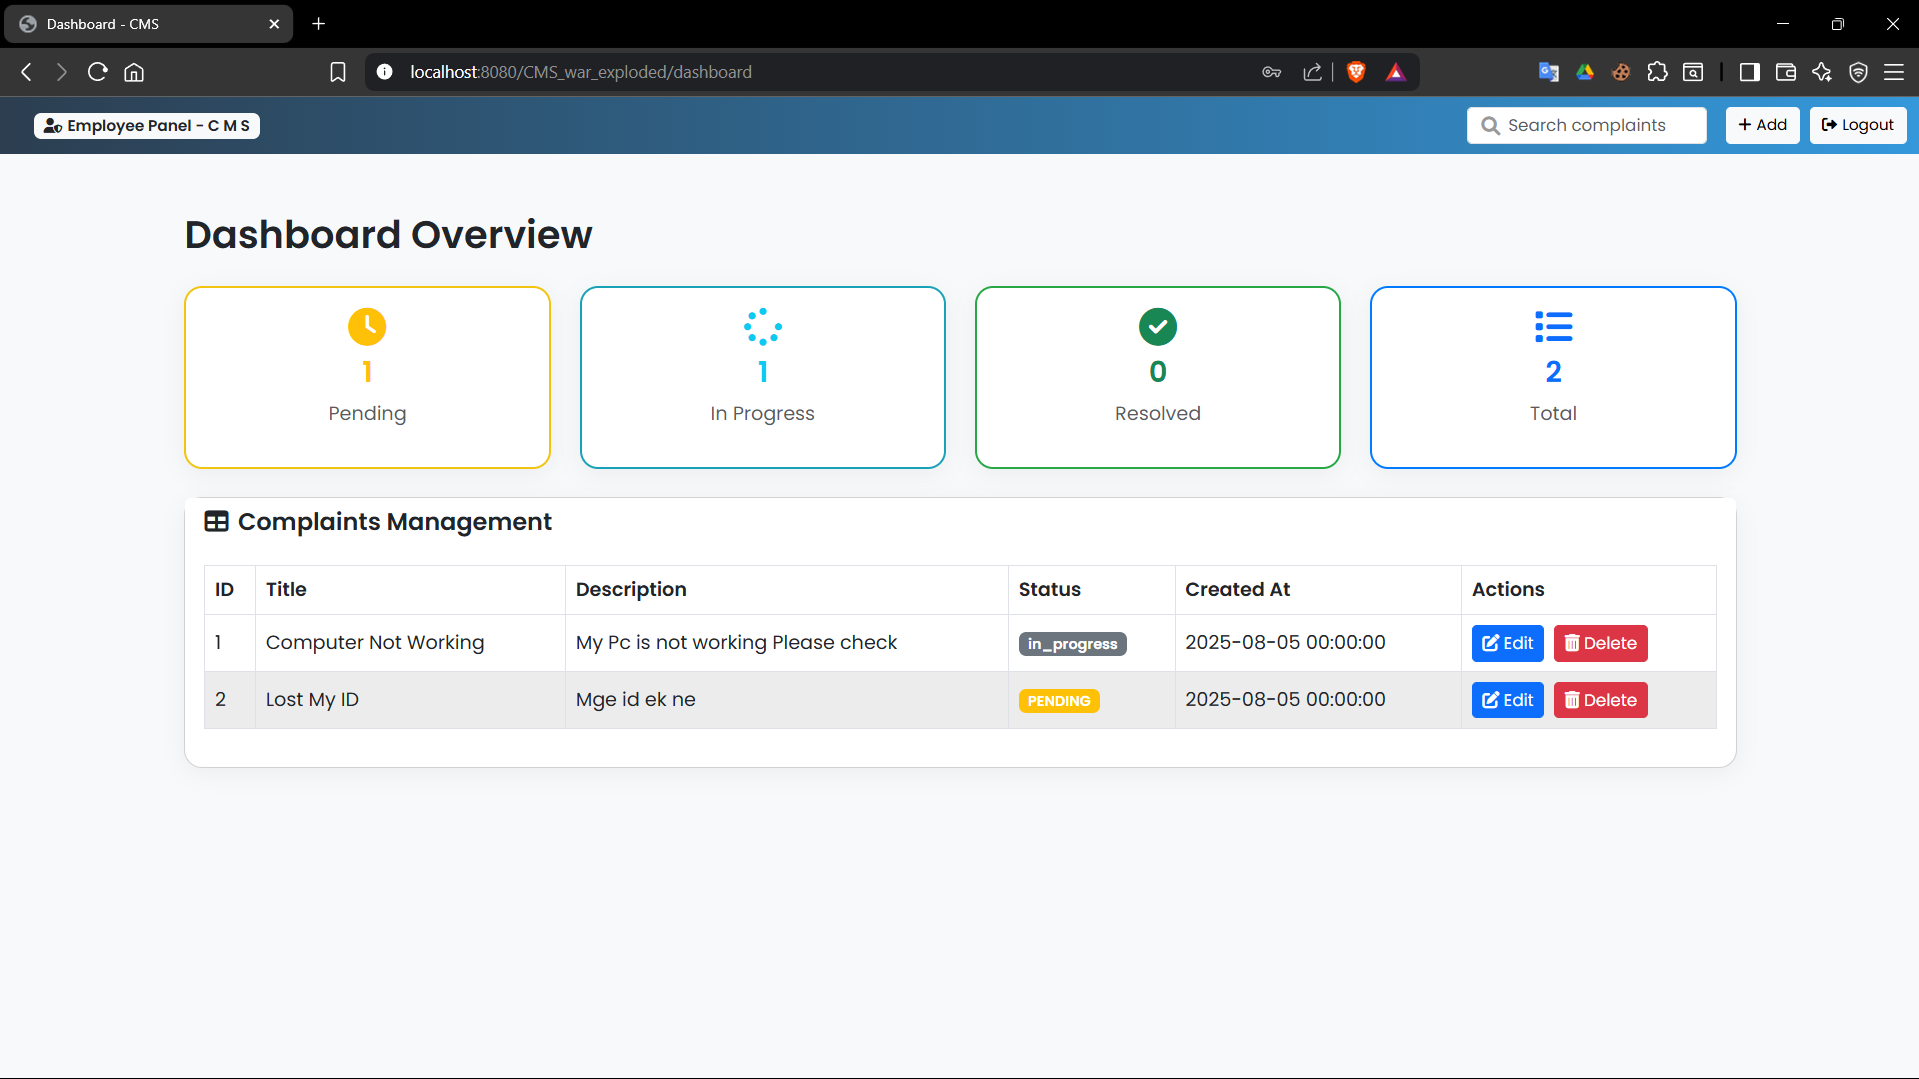 Dashboard - CMS
localhost:8080/CMS_war_exploded/dashboard
Employee Panel - C M S
Search complaints
+ Add
Logout
Dashboard Overview
1
Pending
1
In Progress
0
Resolved
2
Total
Complaints Management
ID Title Description Status Created At Actions
1 Computer Not Working My Pc is not working Please check in_progress 2025-08-05 00:00:00 Edit Delete
2 Lost My ID Mge id ek ne PENDING 2025-08-05 00:00:00 Edit Delete